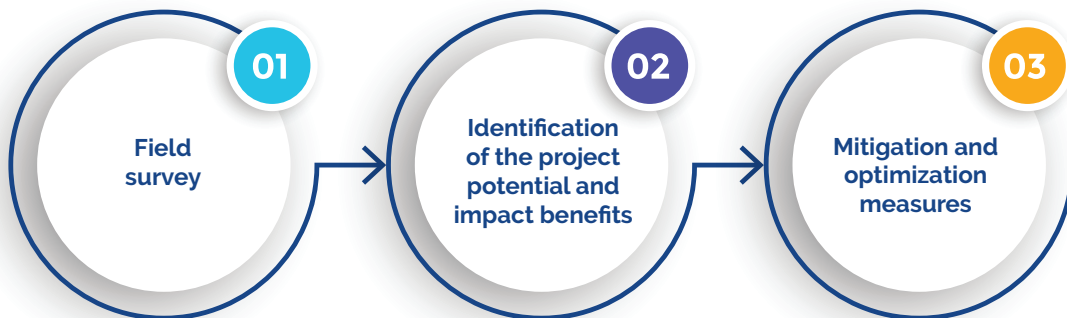 01
Field
survey
02
Identification
of the project
potential and
impact benefits
03
Mitigation and
optimization
measures